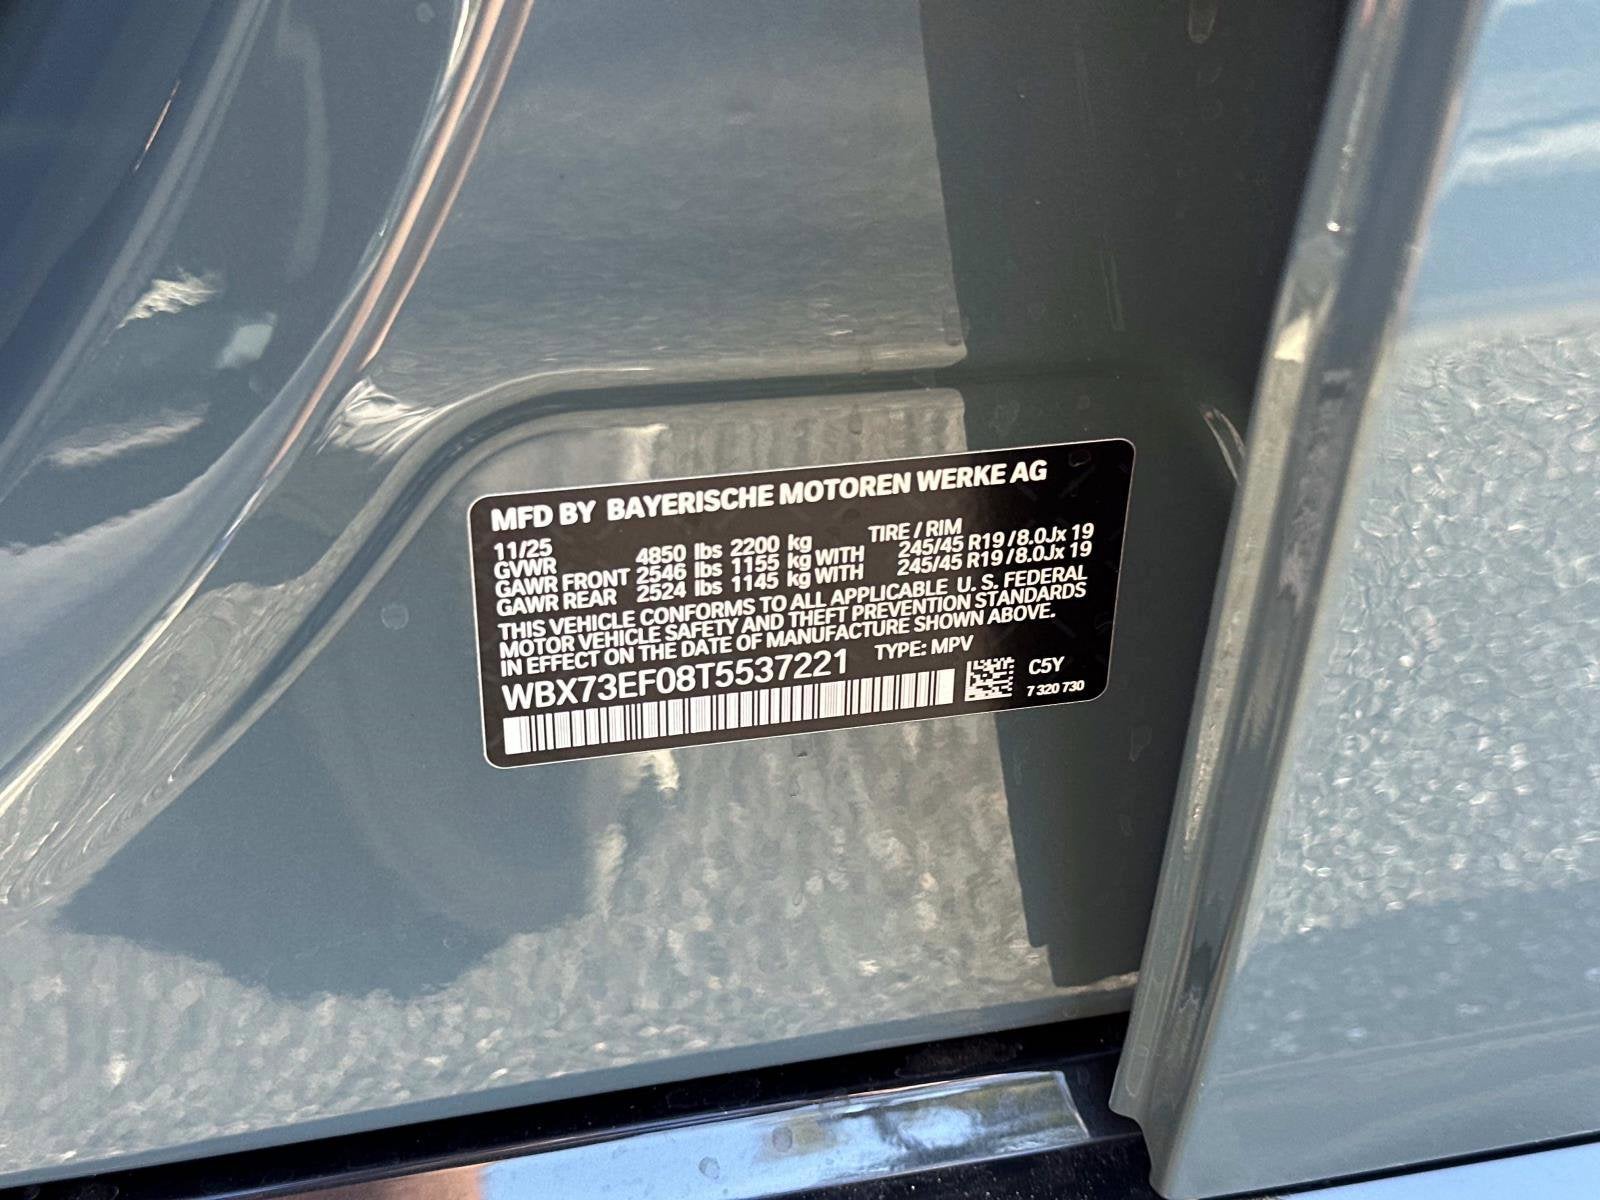 MFD BY BAYERISCHE MOTOREN WERKE AG
11/25 TIRE / RIM
GVWR 4850 lbs 2200 kg
GAWR FRONT 2546 lbs 1155 kg WITH 245/45 R19 /8.0Jx 19
GAWR REAR 2524 lbs 1145 kg WITH 245/45 R19 /8.0Jx 19
THIS VEHICLE CONFORMS TO ALL APPLICABLE U. S. FEDERAL
MOTOR VEHICLE SAFETY AND THEFT PREVENTION STANDARDS
IN EFFECT ON THE DATE OF MANUFACTURE SHOWN ABOVE.
WBX73EF08T5537221 TYPE: MPV
C5Y
7 320 730